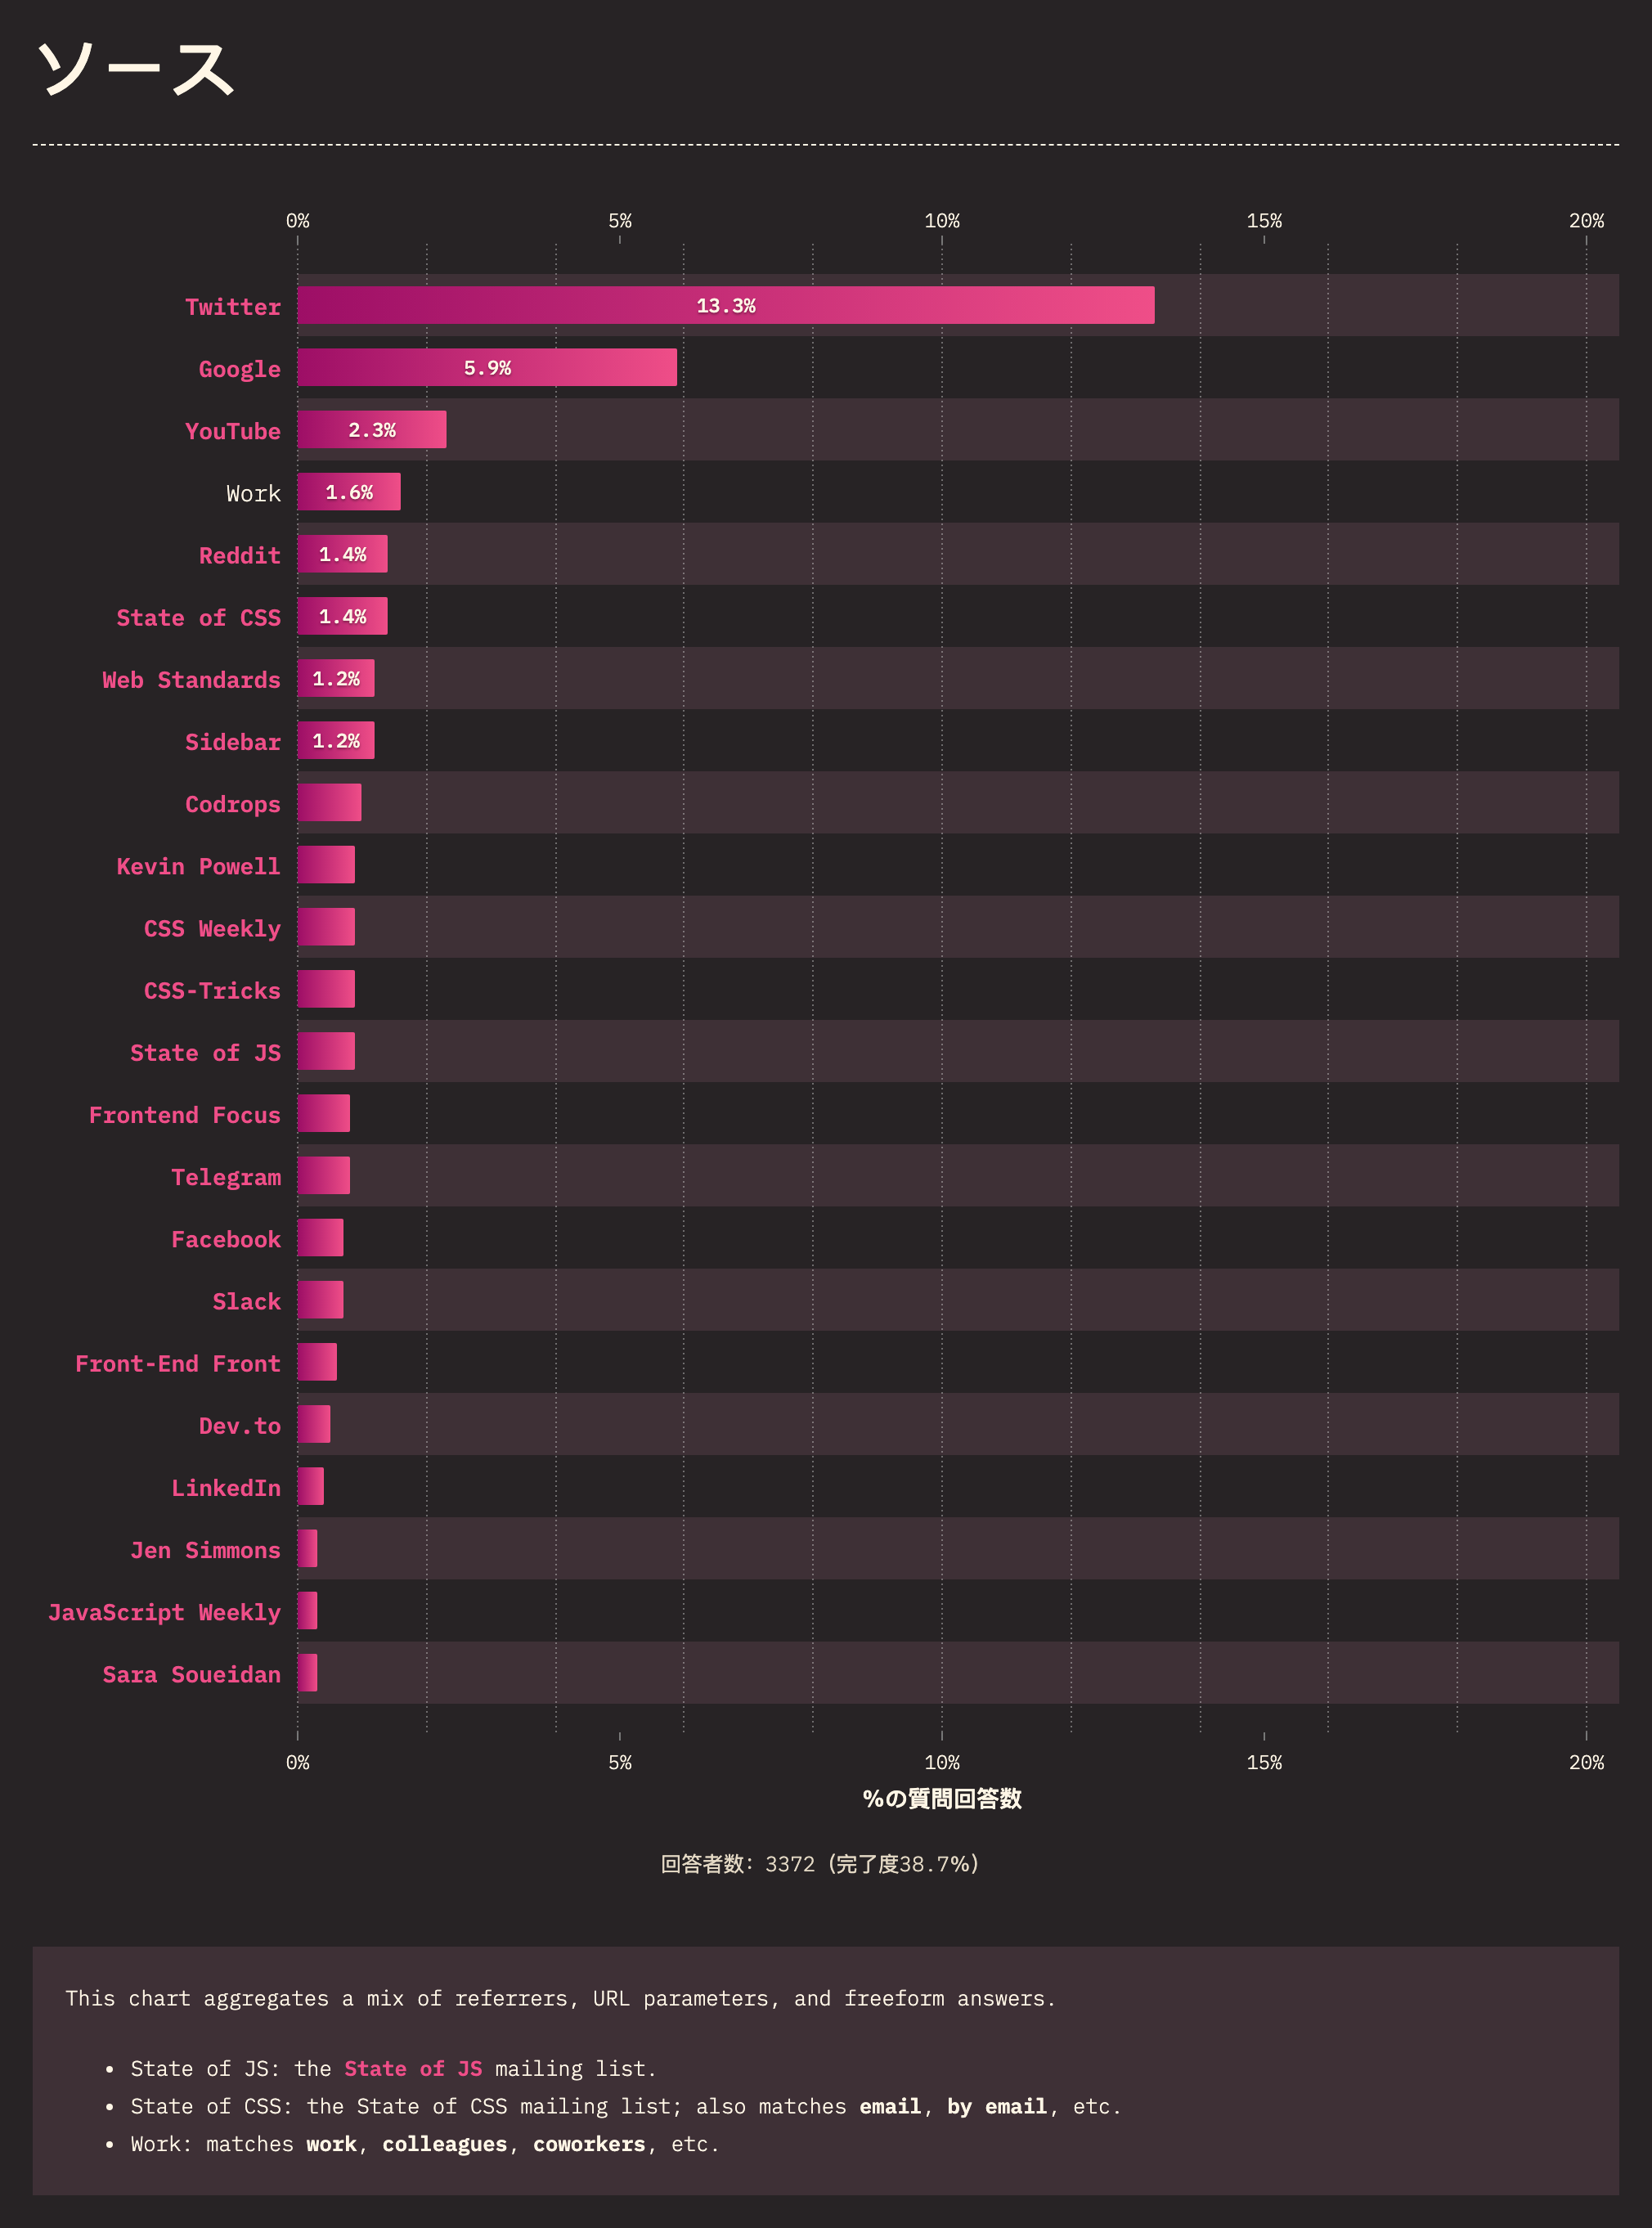 ソース
0% 5% 10% 15% 20%
Twitter 13.3%
Google 5.9%
YouTube 2.3%
Work 1.6%
Reddit 1.4%
State of CSS 1.4%
Web Standards 1.2%
Sidebar 1.2%
Codrops
Kevin Powell
CSS Weekly
CSS-Tricks
State of JS
Frontend Focus
Telegram
Facebook
Slack
Front-End Front
Dev.to
LinkedIn
Jen Simmons
JavaScript Weekly
Sara Soueidan
0% 5% 10% 15% 20%
%の質問回答数
回答者数: 3372 (完了度38.7%)
This chart aggregates a mix of referrers, URL parameters, and freeform answers.
• State of JS: the State of JS mailing list.
• State of CSS: the State of CSS mailing list; also matches email, by email, etc.
• Work: matches work, colleagues, coworkers, etc.